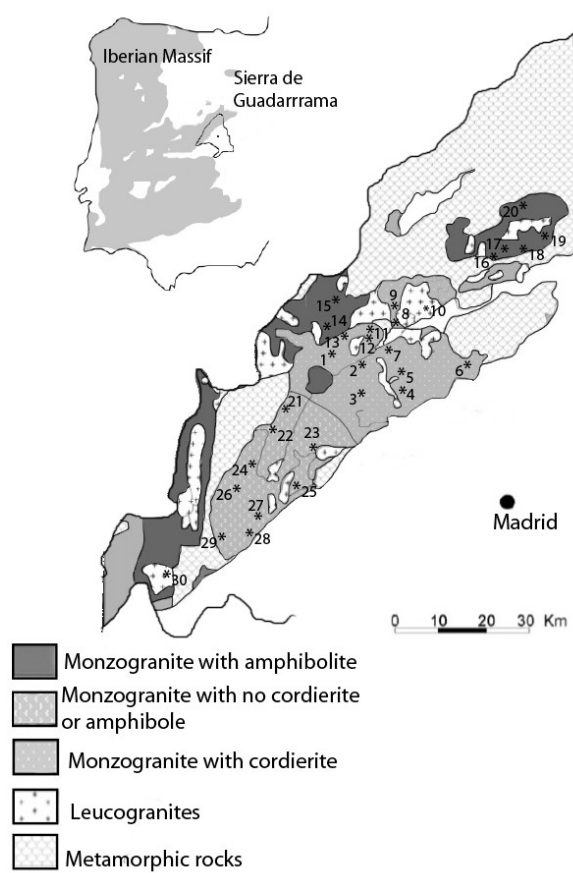 Iberian Massif
Sierra de
Guadarrrama
20
19
17
18
16
15
9
10
8
14
11
13
12
7
1
2
5
6
3
4
21
22
23
24
26
25
27
29
28
30
Madrid
0 10 20 30 Km
Monzogranite with amphibolite
Monzogranite with no cordierite
or amphibole
Monzogranite with cordierite
Leucogranites
Metamorphic rocks